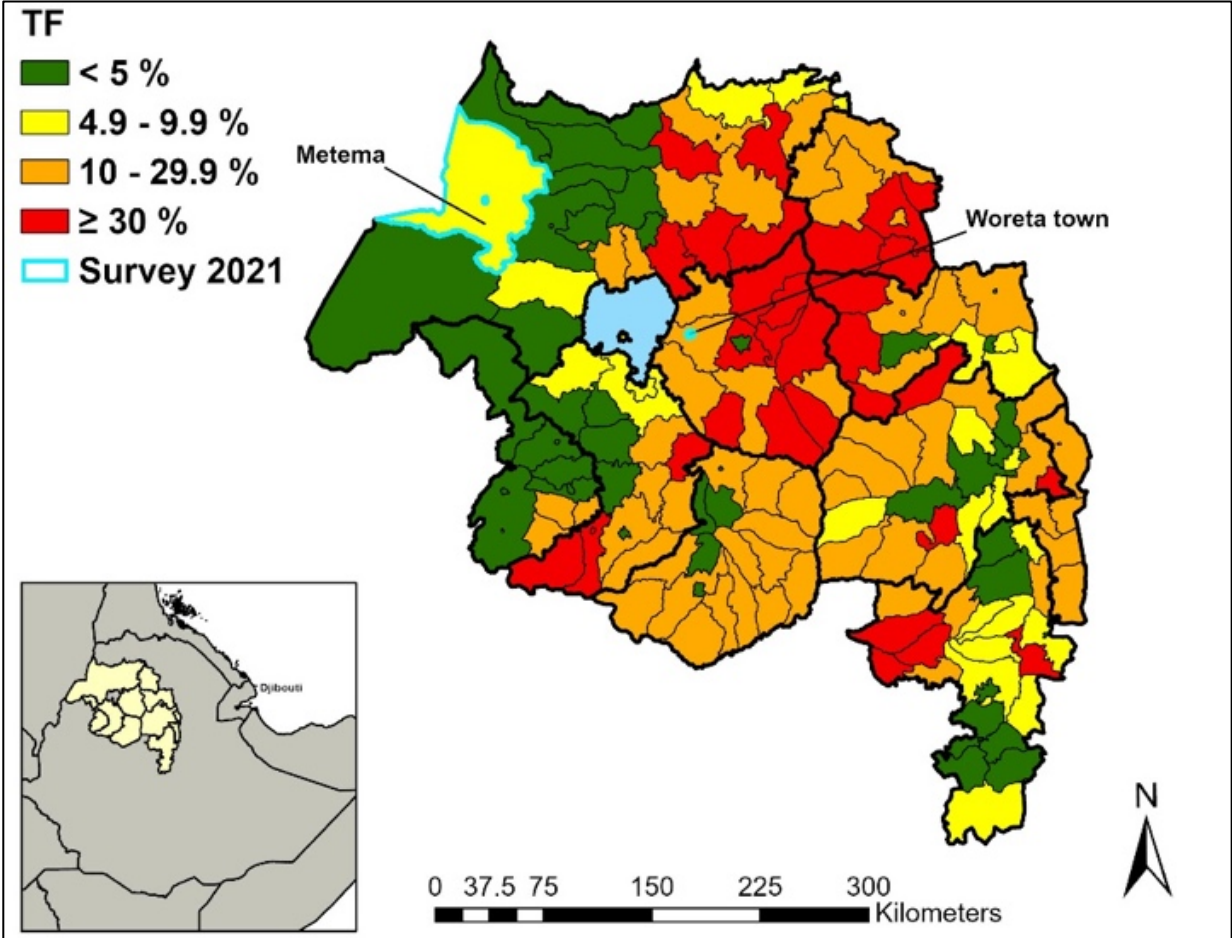 TF
< 5 %
4.9 - 9.9 %
10 - 29.9 %
≥ 30 %
Survey 2021
Metema
Woreta town
Djibouti
N
0 37.5 75 150 225 300
Kilometers